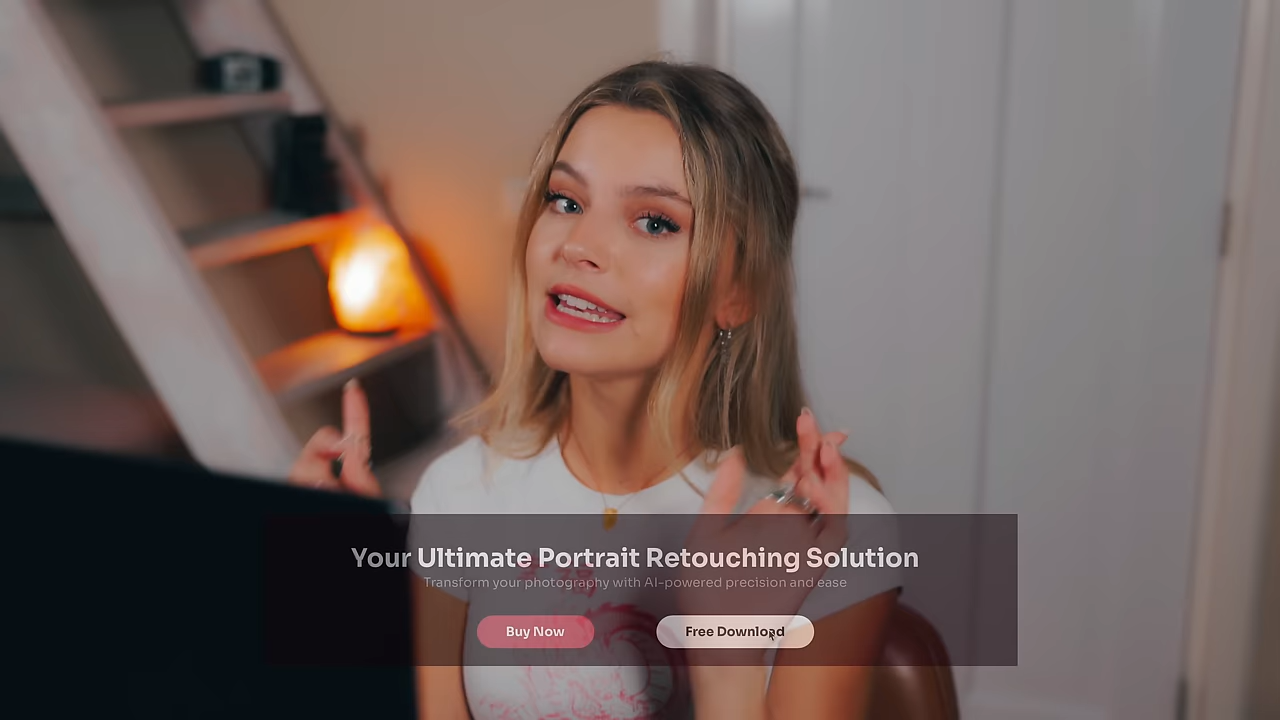 Your Ultimate Portrait Retouching Solution
Transform your photography with AI-powered precision and ease
Buy Now
Free Download